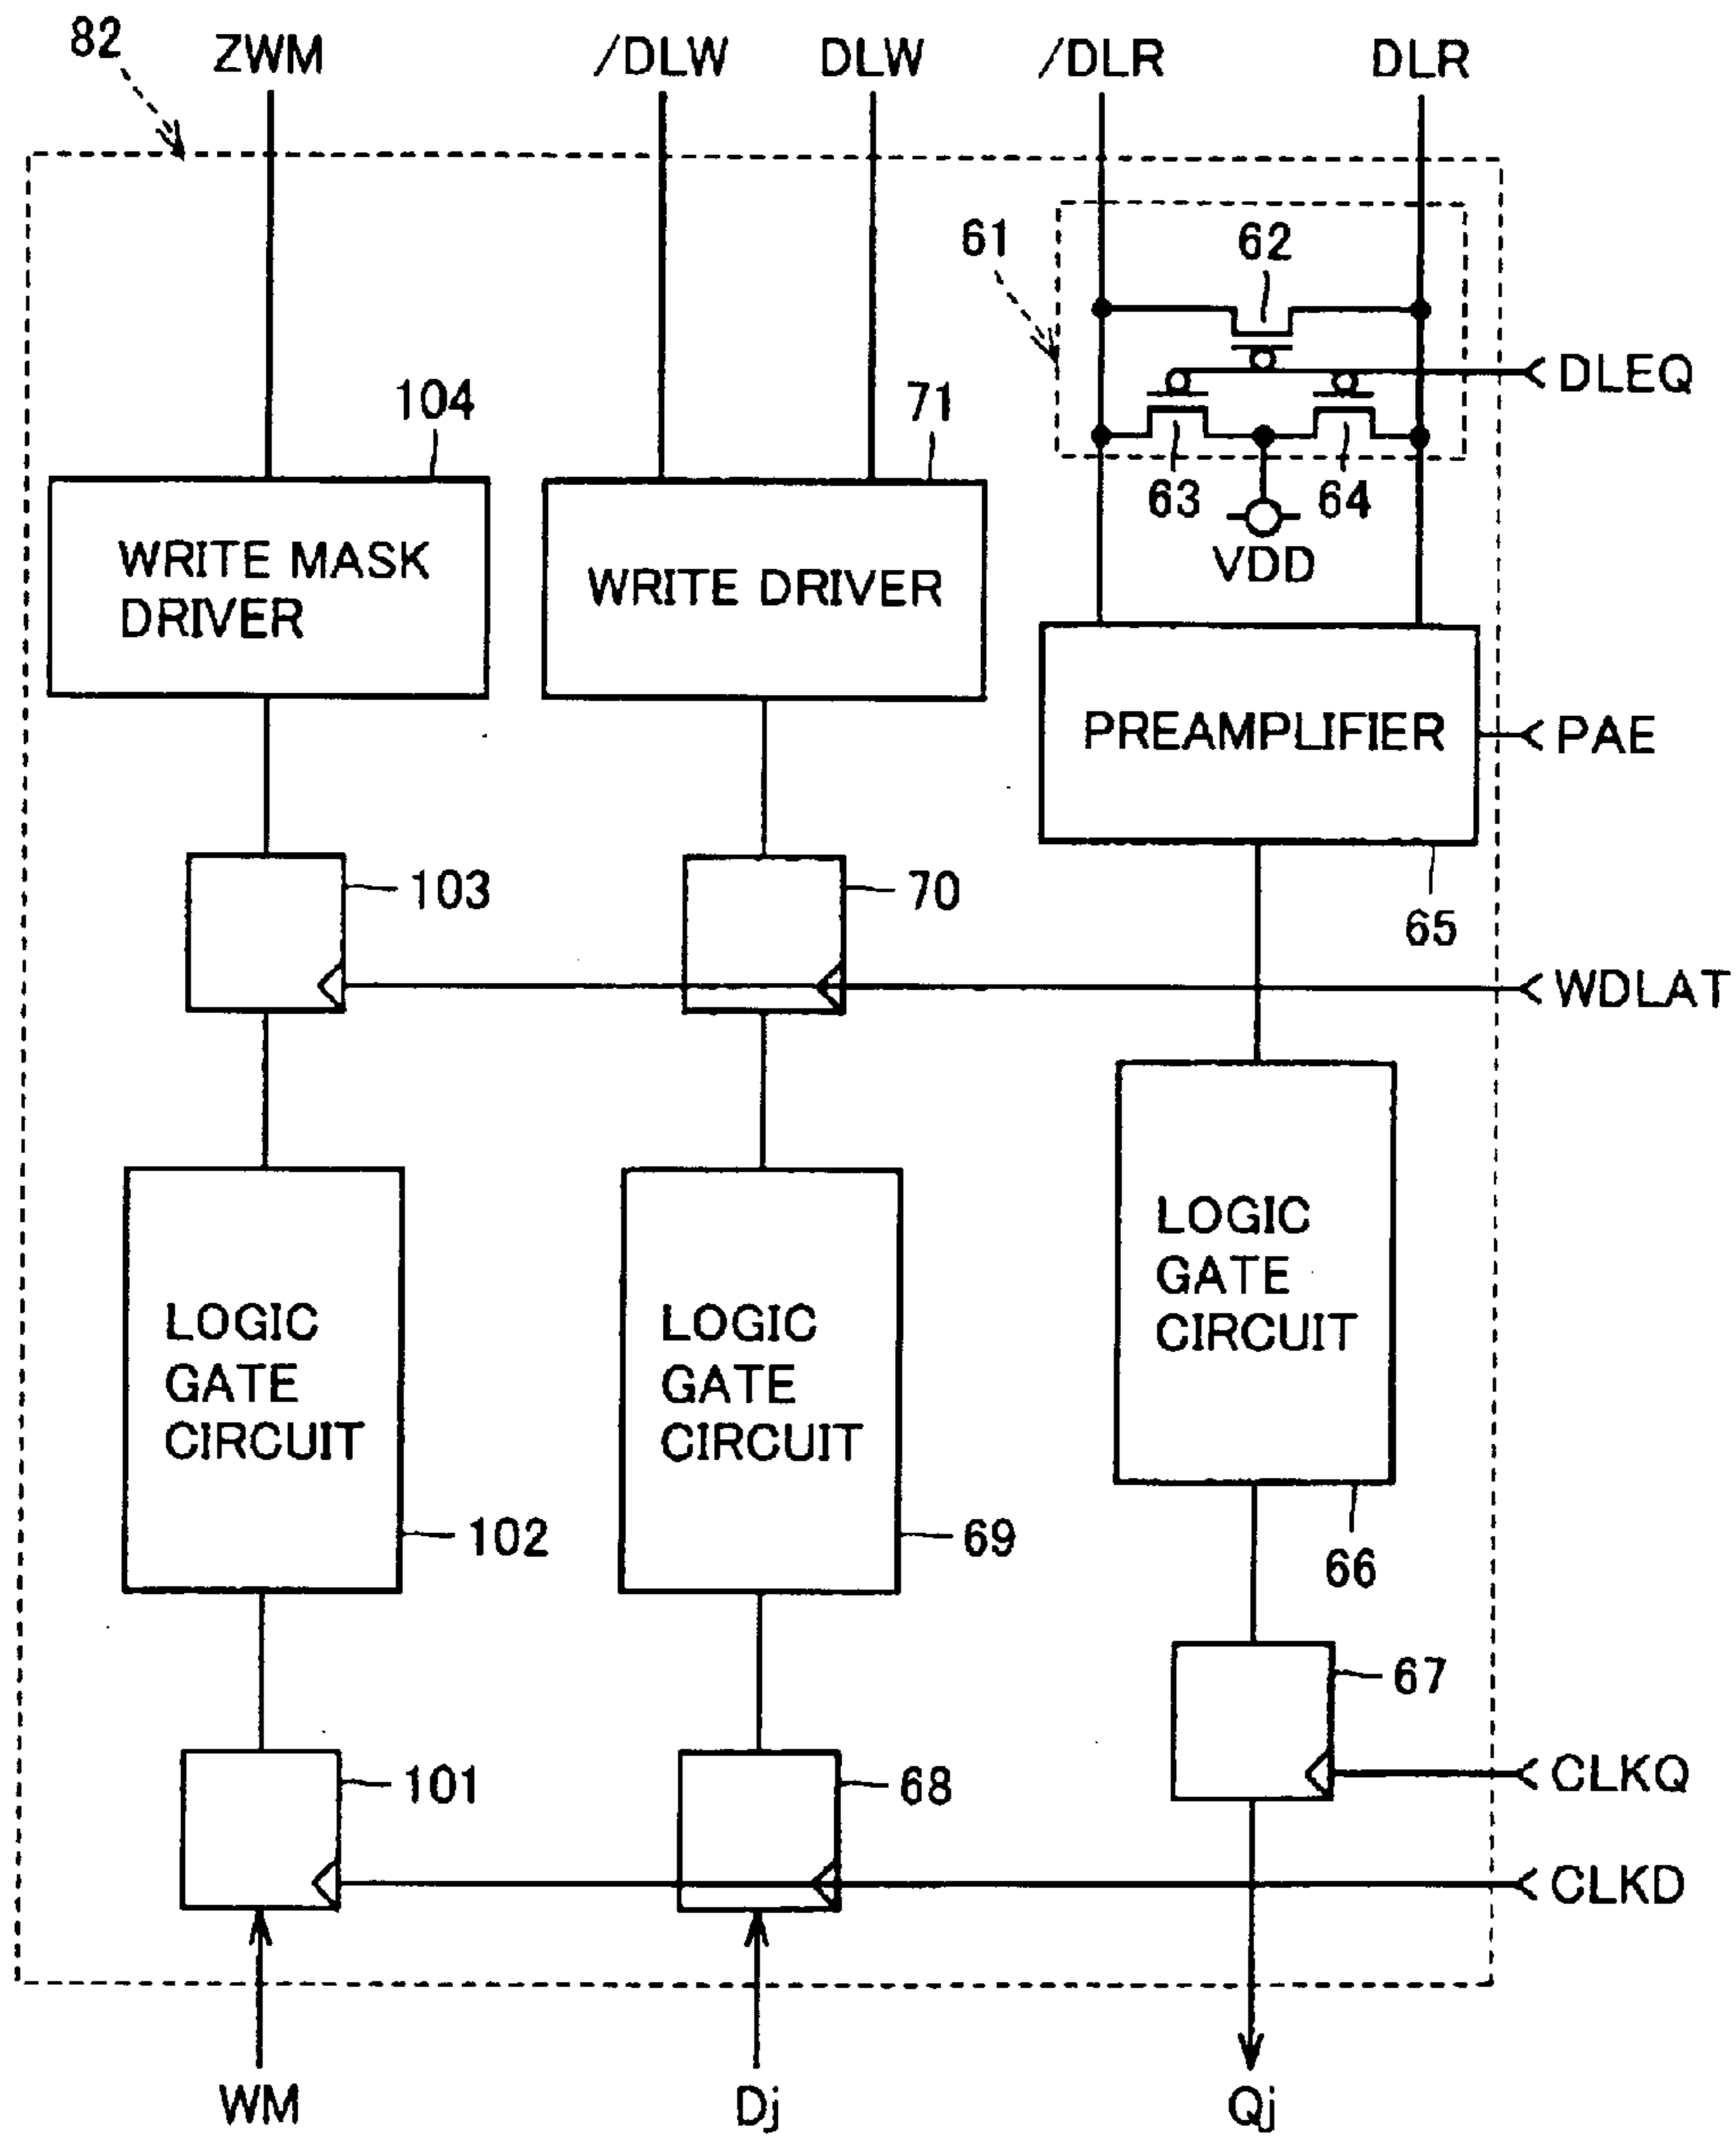 82
ZWM
/DLW
DLW
/DLR
DLR
61
62
DLEQ
104
71
63
64
VDD
WRITE MASK
DRIVER
WRITE DRIVER
PREAMPLIFIER
PAE
103
70
65
WDLAT
LOGIC
GATE
CIRCUIT
LOGIC
GATE
CIRCUIT
LOGIC
GATE
CIRCUIT
102
69
66
67
101
68
CLKQ
CLKD
WM
Dj
Qj